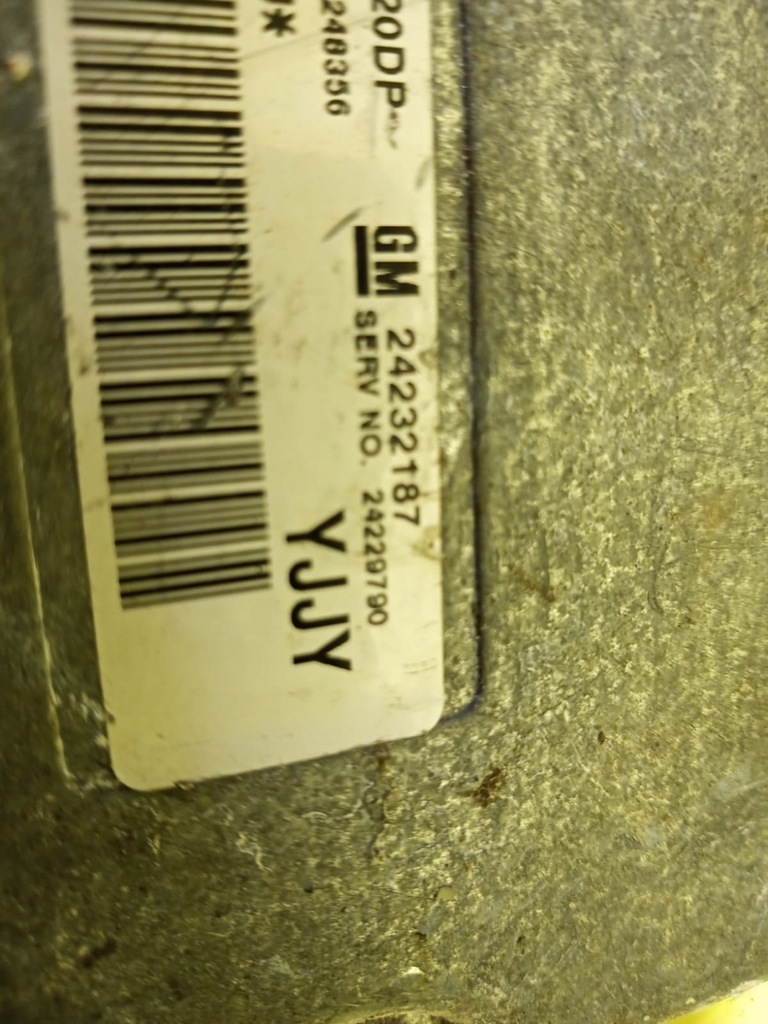 20DP
248356
*
GM 24232187
SERV NO. 24229790
YJJY